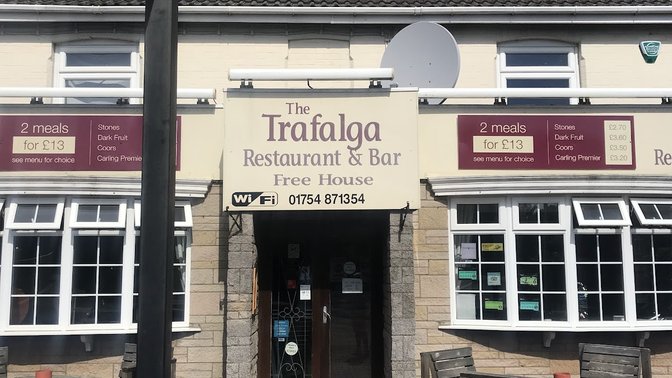 The
Trafalga
Restaurant & Bar
Free House
WiFi 01754 871354
2 meals
for £13
see menu for choice
Stones
Dark Fruit
Coors
Carling Premier
2 meals
for £13
see menu for choice
Stones £2.70
Dark Fruit £3.60
Coors £3.50
Carling Premier £3.20
Re